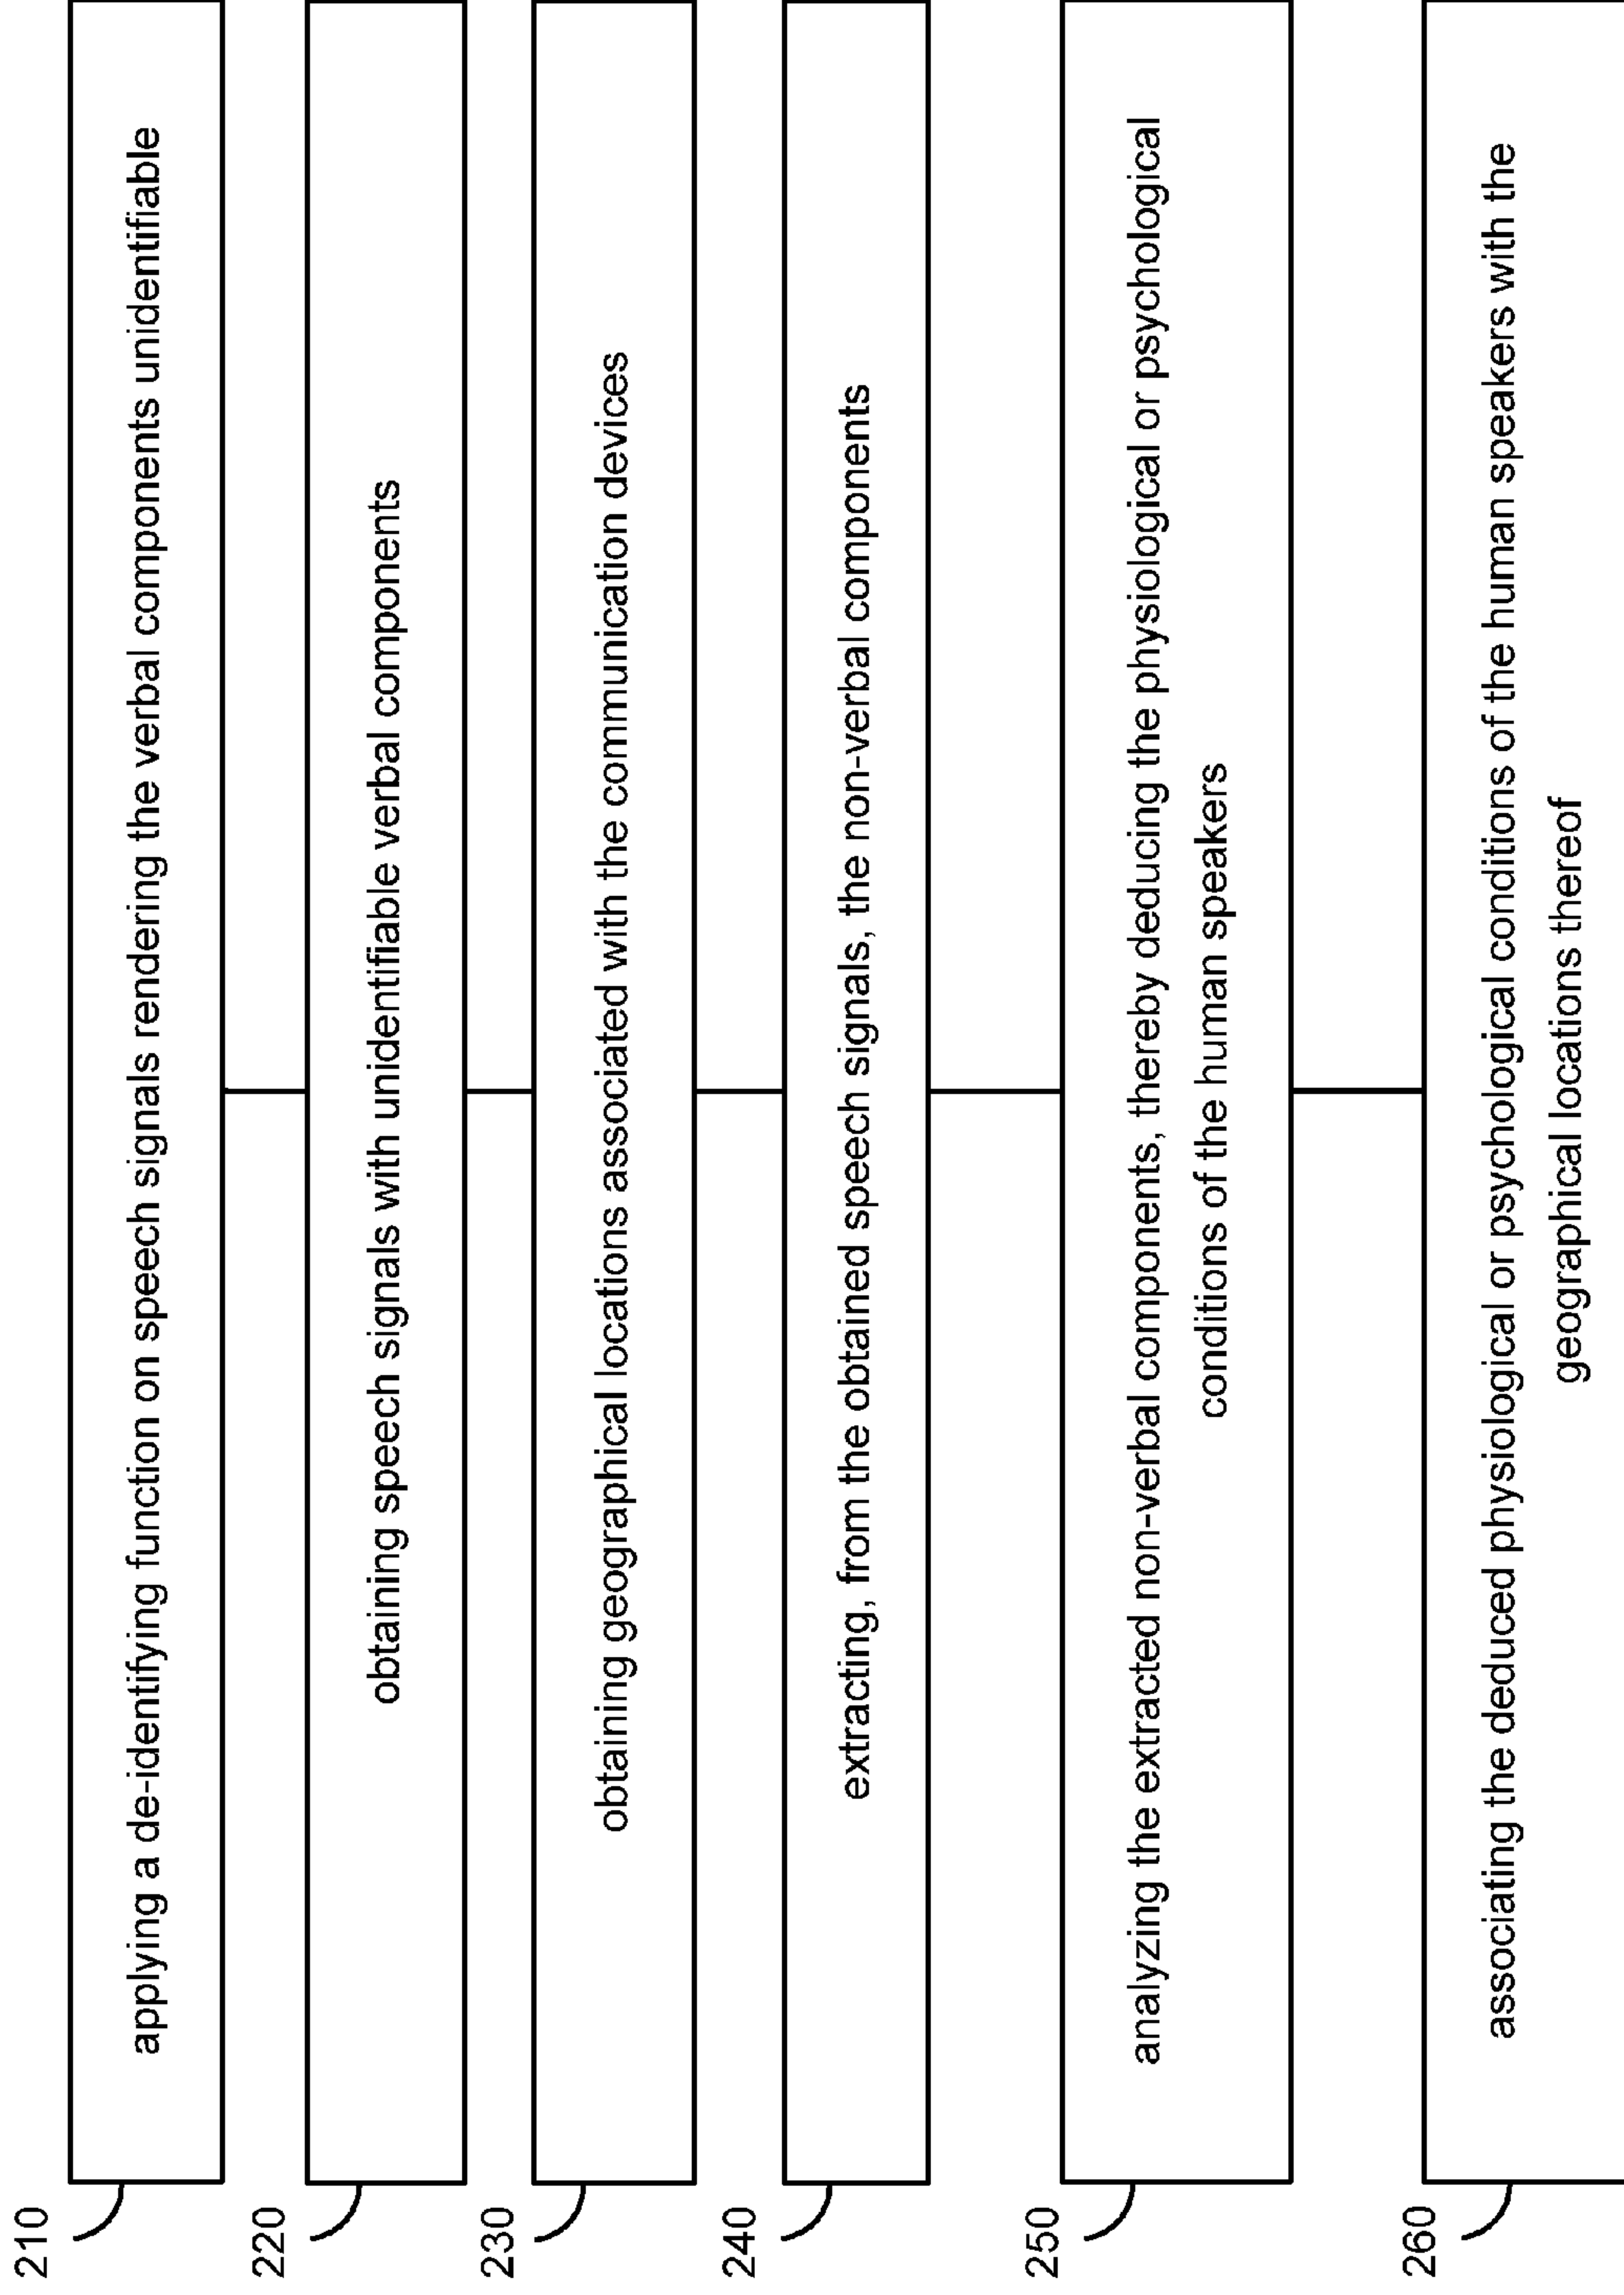 210
applying a de-identifying function on speech signals rendering the verbal components unidentifiable
220
obtaining speech signals with unidentifiable verbal components
230
obtaining geographical locations associated with the communication devices
240
extracting, from the obtained speech signals, the non-verbal components
250
analyzing the extracted non-verbal components, thereby deducing the physiological or psychological
conditions of the human speakers
260
associating the deduced physiological or psychological conditions of the human speakers with the
geographical locations thereof